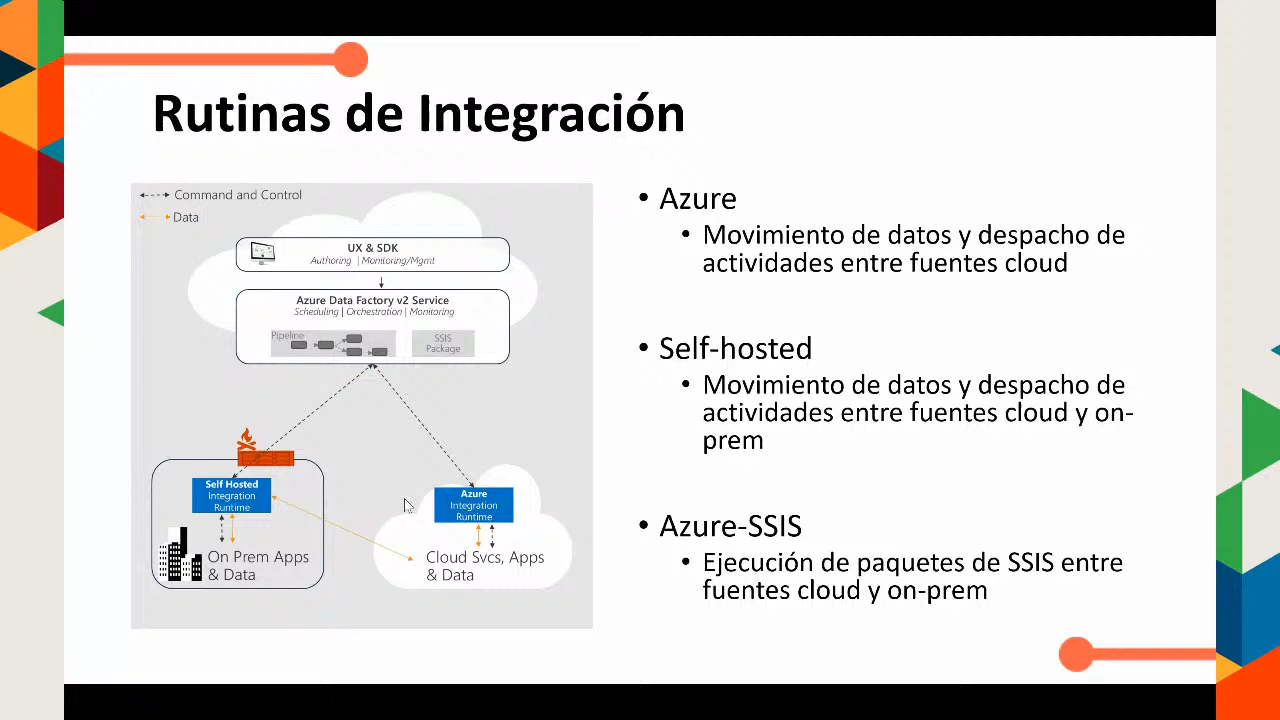 Rutinas de Integración
Command and Control
Data
UX & SDK
Authoring | Monitoring/Mgmt
Azure Data Factory v2 Service
Scheduling | Orchestration | Monitoring
Pipeline
SSIS
Package
Self Hosted
Integration
Runtime
On Prem Apps
& Data
Azure
Integration
Runtime
Cloud Svcs, Apps
& Data
• Azure
• Movimiento de datos y despacho de
actividades entre fuentes cloud
• Self-hosted
• Movimiento de datos y despacho de
actividades entre fuentes cloud y on-
prem
• Azure-SSIS
• Ejecución de paquetes de SSIS entre
fuentes cloud y on-prem